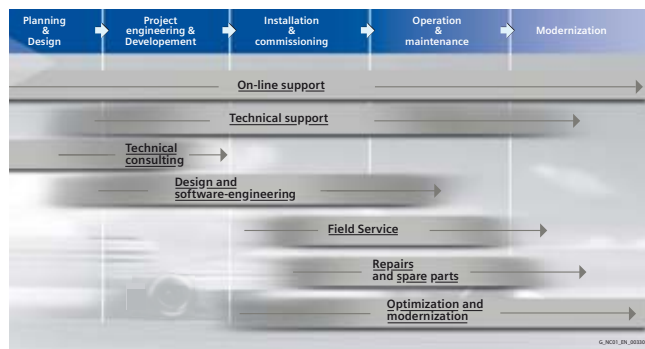 Planning
&
Design
Project
engineering &
Developement
Installation
&
commissioning
Operation
&
maintenance
Modernization
On-line support
Technical support
Technical
consulting
Design and
software-engineering
Field Service
Repairs
and spare parts
Optimization and
modernization
G_NC01_EN_00330